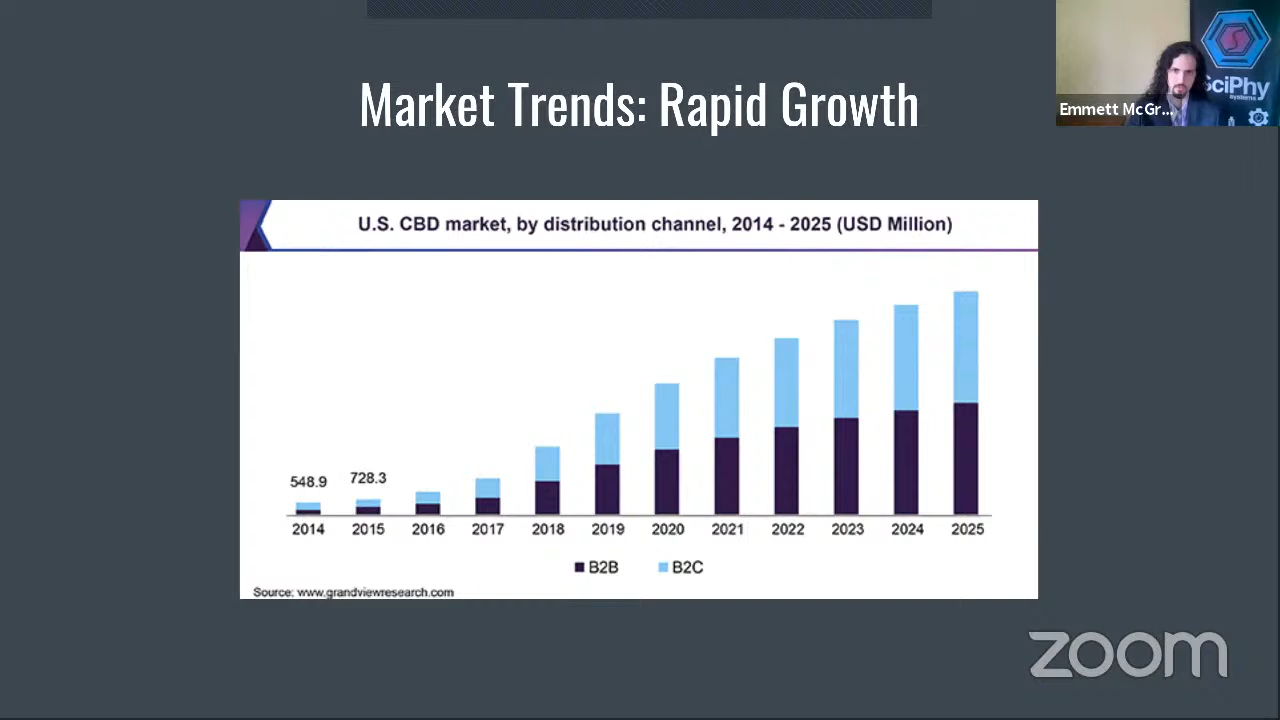 Market Trends: Rapid Growth
Emmett McGr...
SciPhy
systems
U.S. CBD market, by distribution channel, 2014 - 2025 (USD Million)
548.9
728.3
2014 2015 2016 2017 2018 2019 2020 2021 2022 2023 2024 2025
B2B B2C
Source: www.grandviewresearch.com
zoom